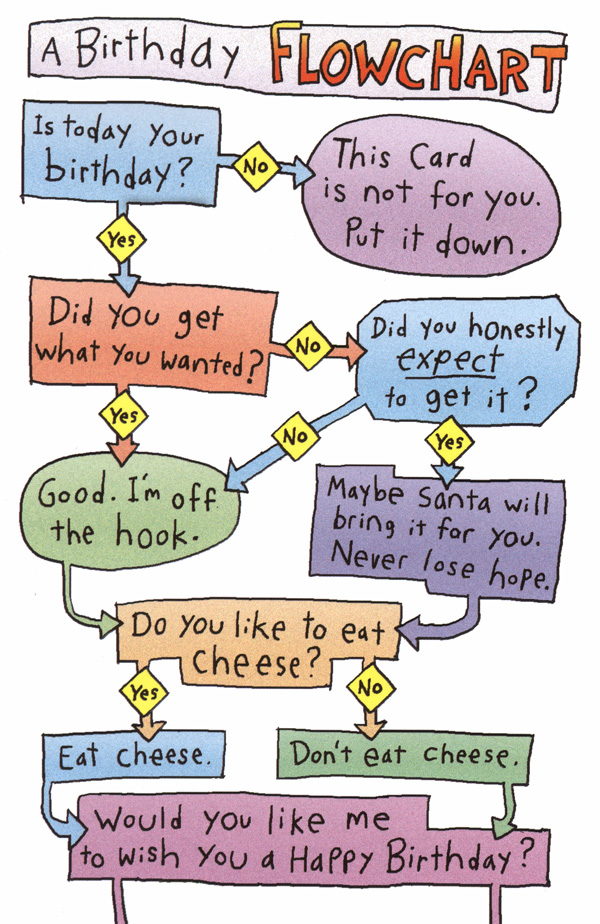 A Birthday FLOWCHART
Is today your
birthday?
No
This Card
is not for you.
Put it down.
Yes
Did you get
what you wanted?
No
Did you honestly
expect
to get it?
Yes
No
Yes
Good. I'm off
the hook.
Maybe Santa will
bring it for you.
Never lose hope.
Do you like to eat
cheese?
Yes
No
Eat cheese.
Don't eat cheese.
Would you like me
to wish you a Happy Birthday?